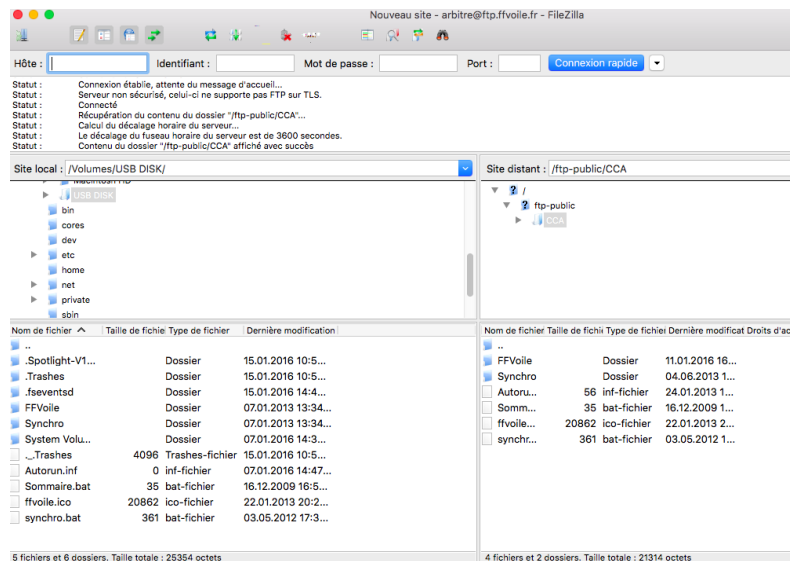 Nouveau site - arbitre@ftp.ffvoile.fr - FileZilla
Hôte : Identifiant : Mot de passe : Port : Connexion rapide
Statut : Connexion établie, attente du message d'accueil...
Statut : Serveur non sécurisé, celui-ci ne supporte pas FTP sur TLS.
Statut : Connecté
Statut : Récupération du contenu du dossier "/ftp-public/CCA"...
Statut : Calcul du décalage horaire du serveur...
Statut : Le décalage du fuseau horaire du serveur est de 3600 secondes.
Statut : Contenu du dossier "/ftp-public/CCA" affiché avec succès
Site local : /Volumes/USB DISK/
USB DISK
bin
cores
dev
etc
home
net
private
sbin
Nom de fichier Taille de fichie Type de fichier Dernière modification
..
.Spotlight-V1... Dossier 15.01.2016 10:5...
.Trashes Dossier 15.01.2016 10:5...
.fseventsd Dossier 15.01.2016 14:4...
FFVoile Dossier 07.01.2013 13:34...
Synchro Dossier 07.01.2013 13:34...
System Volu... Dossier 07.01.2016 14:3...
._.Trashes 4096 Trashes-fichier 15.01.2016 10:5...
Autorun.inf 0 inf-fichier 07.01.2016 14:47...
Sommaire.bat 35 bat-fichier 16.12.2009 16:5...
ffvoile.ico 20862 ico-fichier 22.01.2013 20:2...
synchro.bat 361 bat-fichier 03.05.2012 17:3...
5 fichiers et 6 dossiers. Taille totale : 25354 octets
Site distant : /ftp-public/CCA
/
ftp-public
CCA
Nom de fichier Taille de fichi Type de fichie Dernière modificat Droits d'ac
..
FFVoile Dossier 11.01.2016 16...
Synchro Dossier 04.06.2013 1...
Autoru... 56 inf-fichier 24.01.2013 1...
Somm... 35 bat-fichier 16.12.2009 1...
ffvoile... 20862 ico-fichier 22.01.2013 2...
synchr... 361 bat-fichier 03.05.2012 1...
4 fichiers et 2 dossiers. Taille totale : 21314 octets